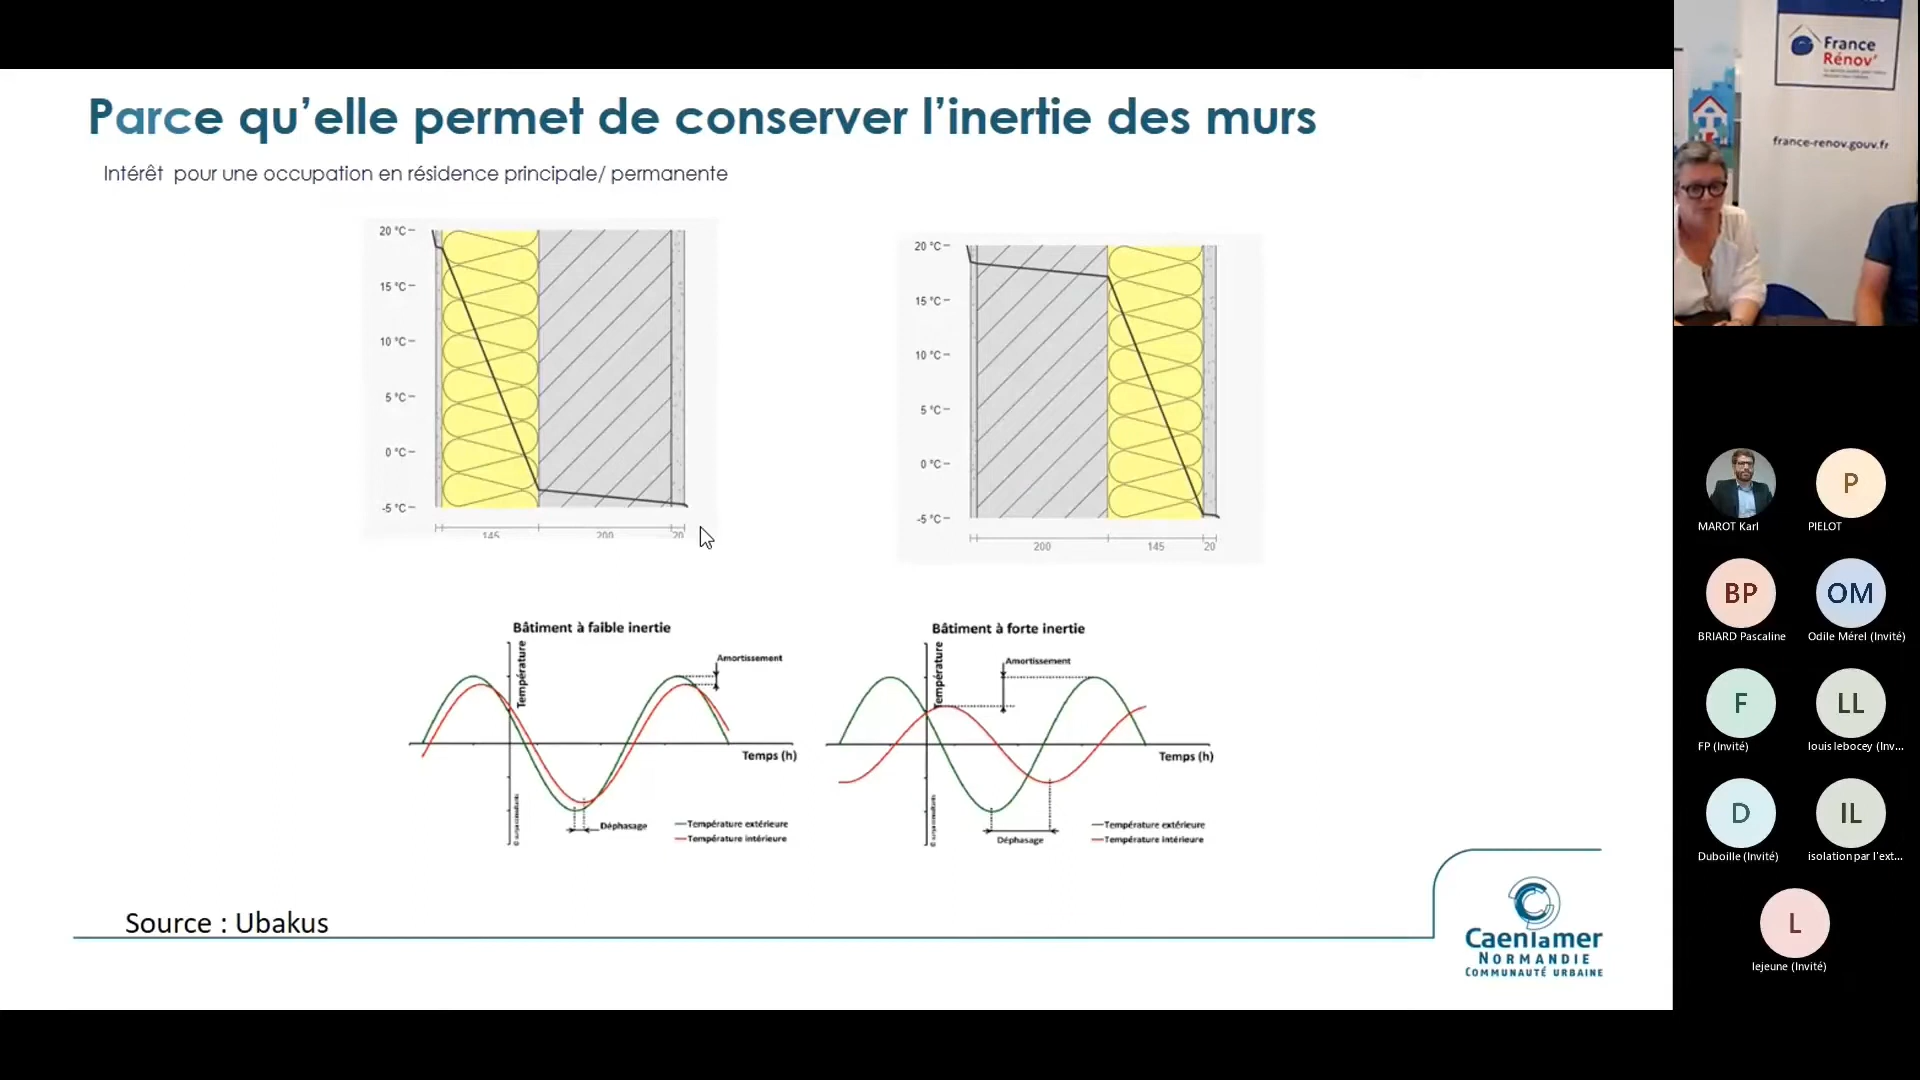 Parce qu’elle permet de conserver l’inertie des murs
Intérêt pour une occupation en résidence principale/ permanente
20 °C
15 °C
10 °C
5 °C
0 °C
-5 °C
145
200
20
20 °C
15 °C
10 °C
5 °C
0 °C
-5 °C
200
145
20
Bâtiment à faible inertie
Température
Amortissement
Temps (h)
Déphasage
Température extérieure
Température intérieure
Bâtiment à forte inertie
Température
Amortissement
Temps (h)
Déphasage
Température extérieure
Température intérieure
Source : Ubakus
Caenlamer
NORMANDIE
COMMUNAUTÉ URBAINE
France
Rénov'
france-renov.gouv.fr
MAROT Karl
P
PIELOT
BP
BRIARD Pascaline
OM
Odile Mérel (Invité)
F
FP (Invité)
LL
louis lebocey (Inv...
D
Duboille (Invité)
IL
isolation par l'ext...
L
lejeune (Invité)